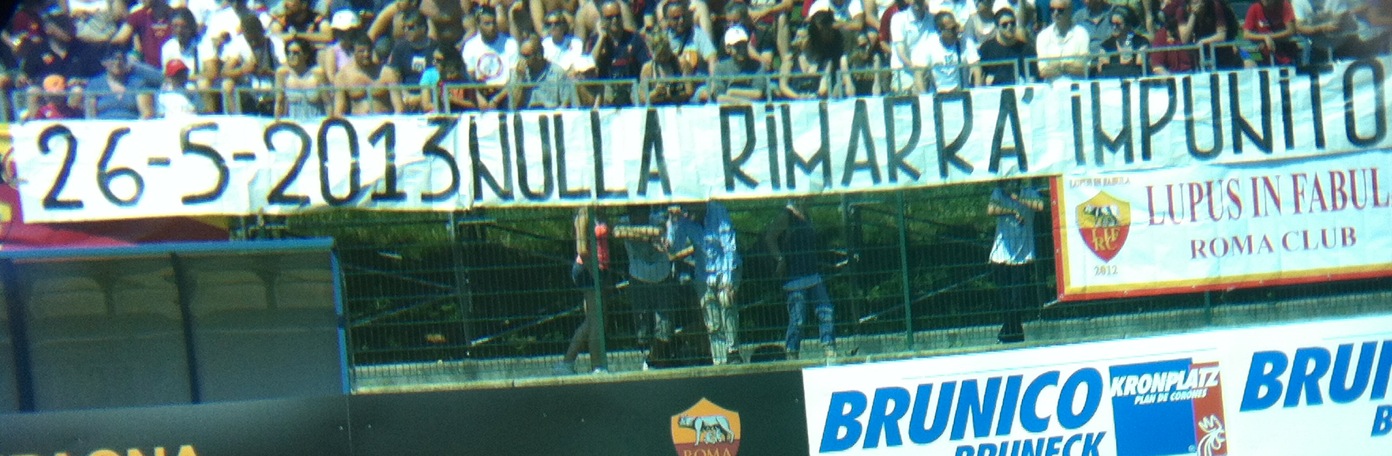 26-5-2013 NULLA RIMARRA' IMPUNITO
LUPUS IN FABUL
ROMA CLUB
2012
BRUNICO
BRUNECK
KRONPLATZ
PLAN DE CORONES
BRU
ROMA